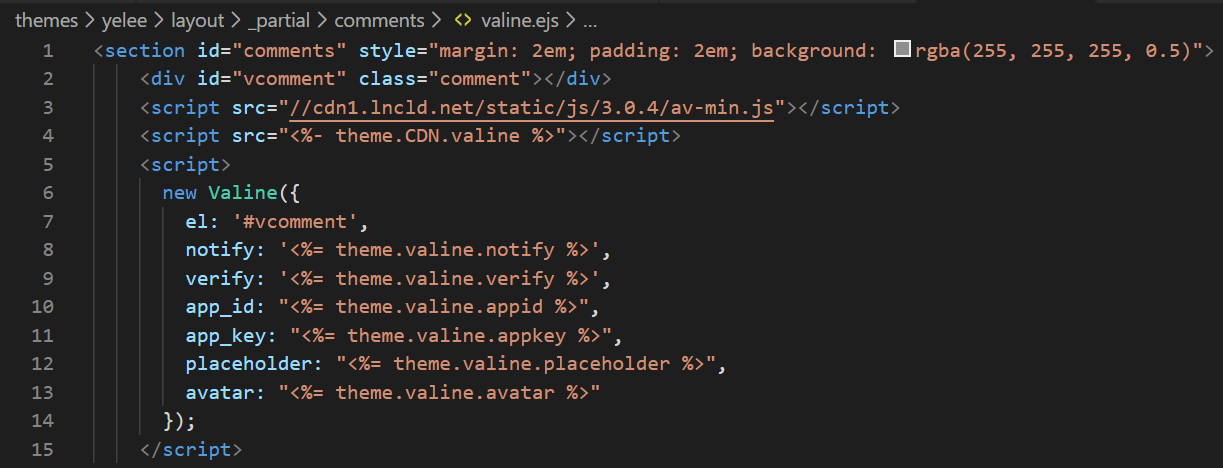 themes > yelee > layout > _partial > comments > <> valine.ejs > ...
1 <section id="comments" style="margin: 2em; padding: 2em; background: rgba(255, 255, 255, 0.5)">
2 <div id="vcomment" class="comment"></div>
3 <script src="//cdn1.lncld.net/static/js/3.0.4/av-min.js"></script>
4 <script src="<%- theme.CDN.valine %>"></script>
5 <script>
6 new Valine({
7 el: '#vcomment',
8 notify: '<%= theme.valine.notify %>',
9 verify: '<%= theme.valine.verify %>',
10 app_id: "<%= theme.valine.appid %>",
11 app_key: "<%= theme.valine.appkey %>",
12 placeholder: "<%= theme.valine.placeholder %>",
13 avatar: "<%= theme.valine.avatar %>"
14 });
15 </script>